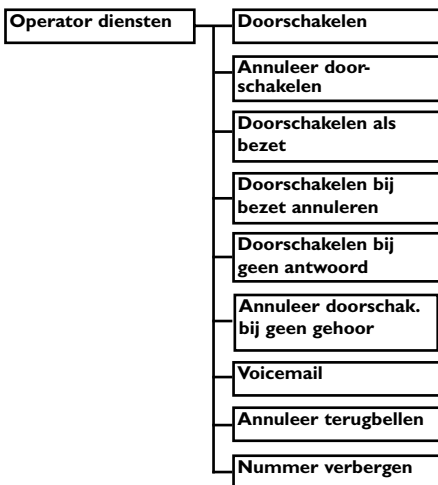 Operator diensten
Doorschakelen
Annuleer door-
schakelen
Doorschakelen als
bezet
Doorschakelen bij
bezet annuleren
Doorschakelen bij
geen antwoord
Annuleer doorschak.
bij geen gehoor
Voicemail
Annuleer terugbellen
Nummer verbergen